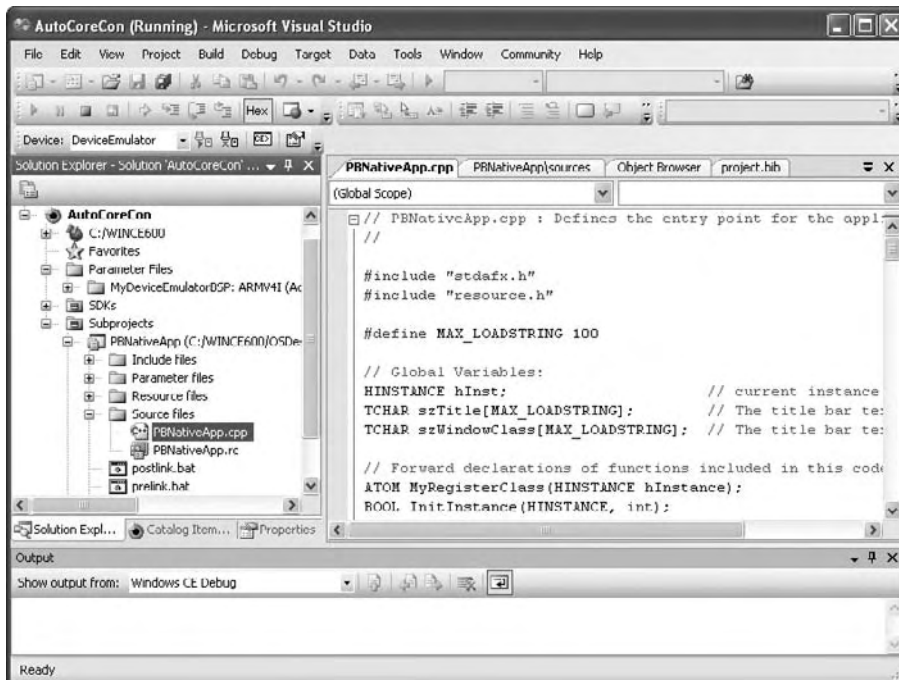 AutoCoreCon (Running) - Microsoft Visual Studio
File Edit View Project Build Debug Target Data Tools Window Community Help
Hex
Device: DeviceEmulator
Solution Explorer - Solution 'AutoCoreCon' ...
AutoCoreCon
C:/WINCE600
Favorites
Parameter Files
MyDeviceEmulatorBSP: ARMV4I (Ac
SDKs
Subprojects
PBNativeApp (C:/WINCE600/OSDe
Include files
Parameter files
Resource files
Source files
PBNativeApp.cpp
PBNativeApp.rc
postlink.bat
prelink.bat
Solution Expl... Catalog Item... Properties
PBNativeApp.cpp PBNativeApp\sources Object Browser project.bib
(Global Scope)
// PBNativeApp.cpp : Defines the entry point for the appl
//
#include "stdafx.h"
#include "resource.h"
#define MAX_LOADSTRING 100
// Global Variables:
HINSTANCE hInst; // current instance
TCHAR szTitle[MAX_LOADSTRING]; // The title bar te
TCHAR szWindowClass[MAX_LOADSTRING]; // The title bar te
// Forward declarations of functions included in this cod
ATOM MyRegisterClass(HINSTANCE hInstance);
BOOL InitInstance(HINSTANCE, int);
Output
Show output from: Windows CE Debug
Ready